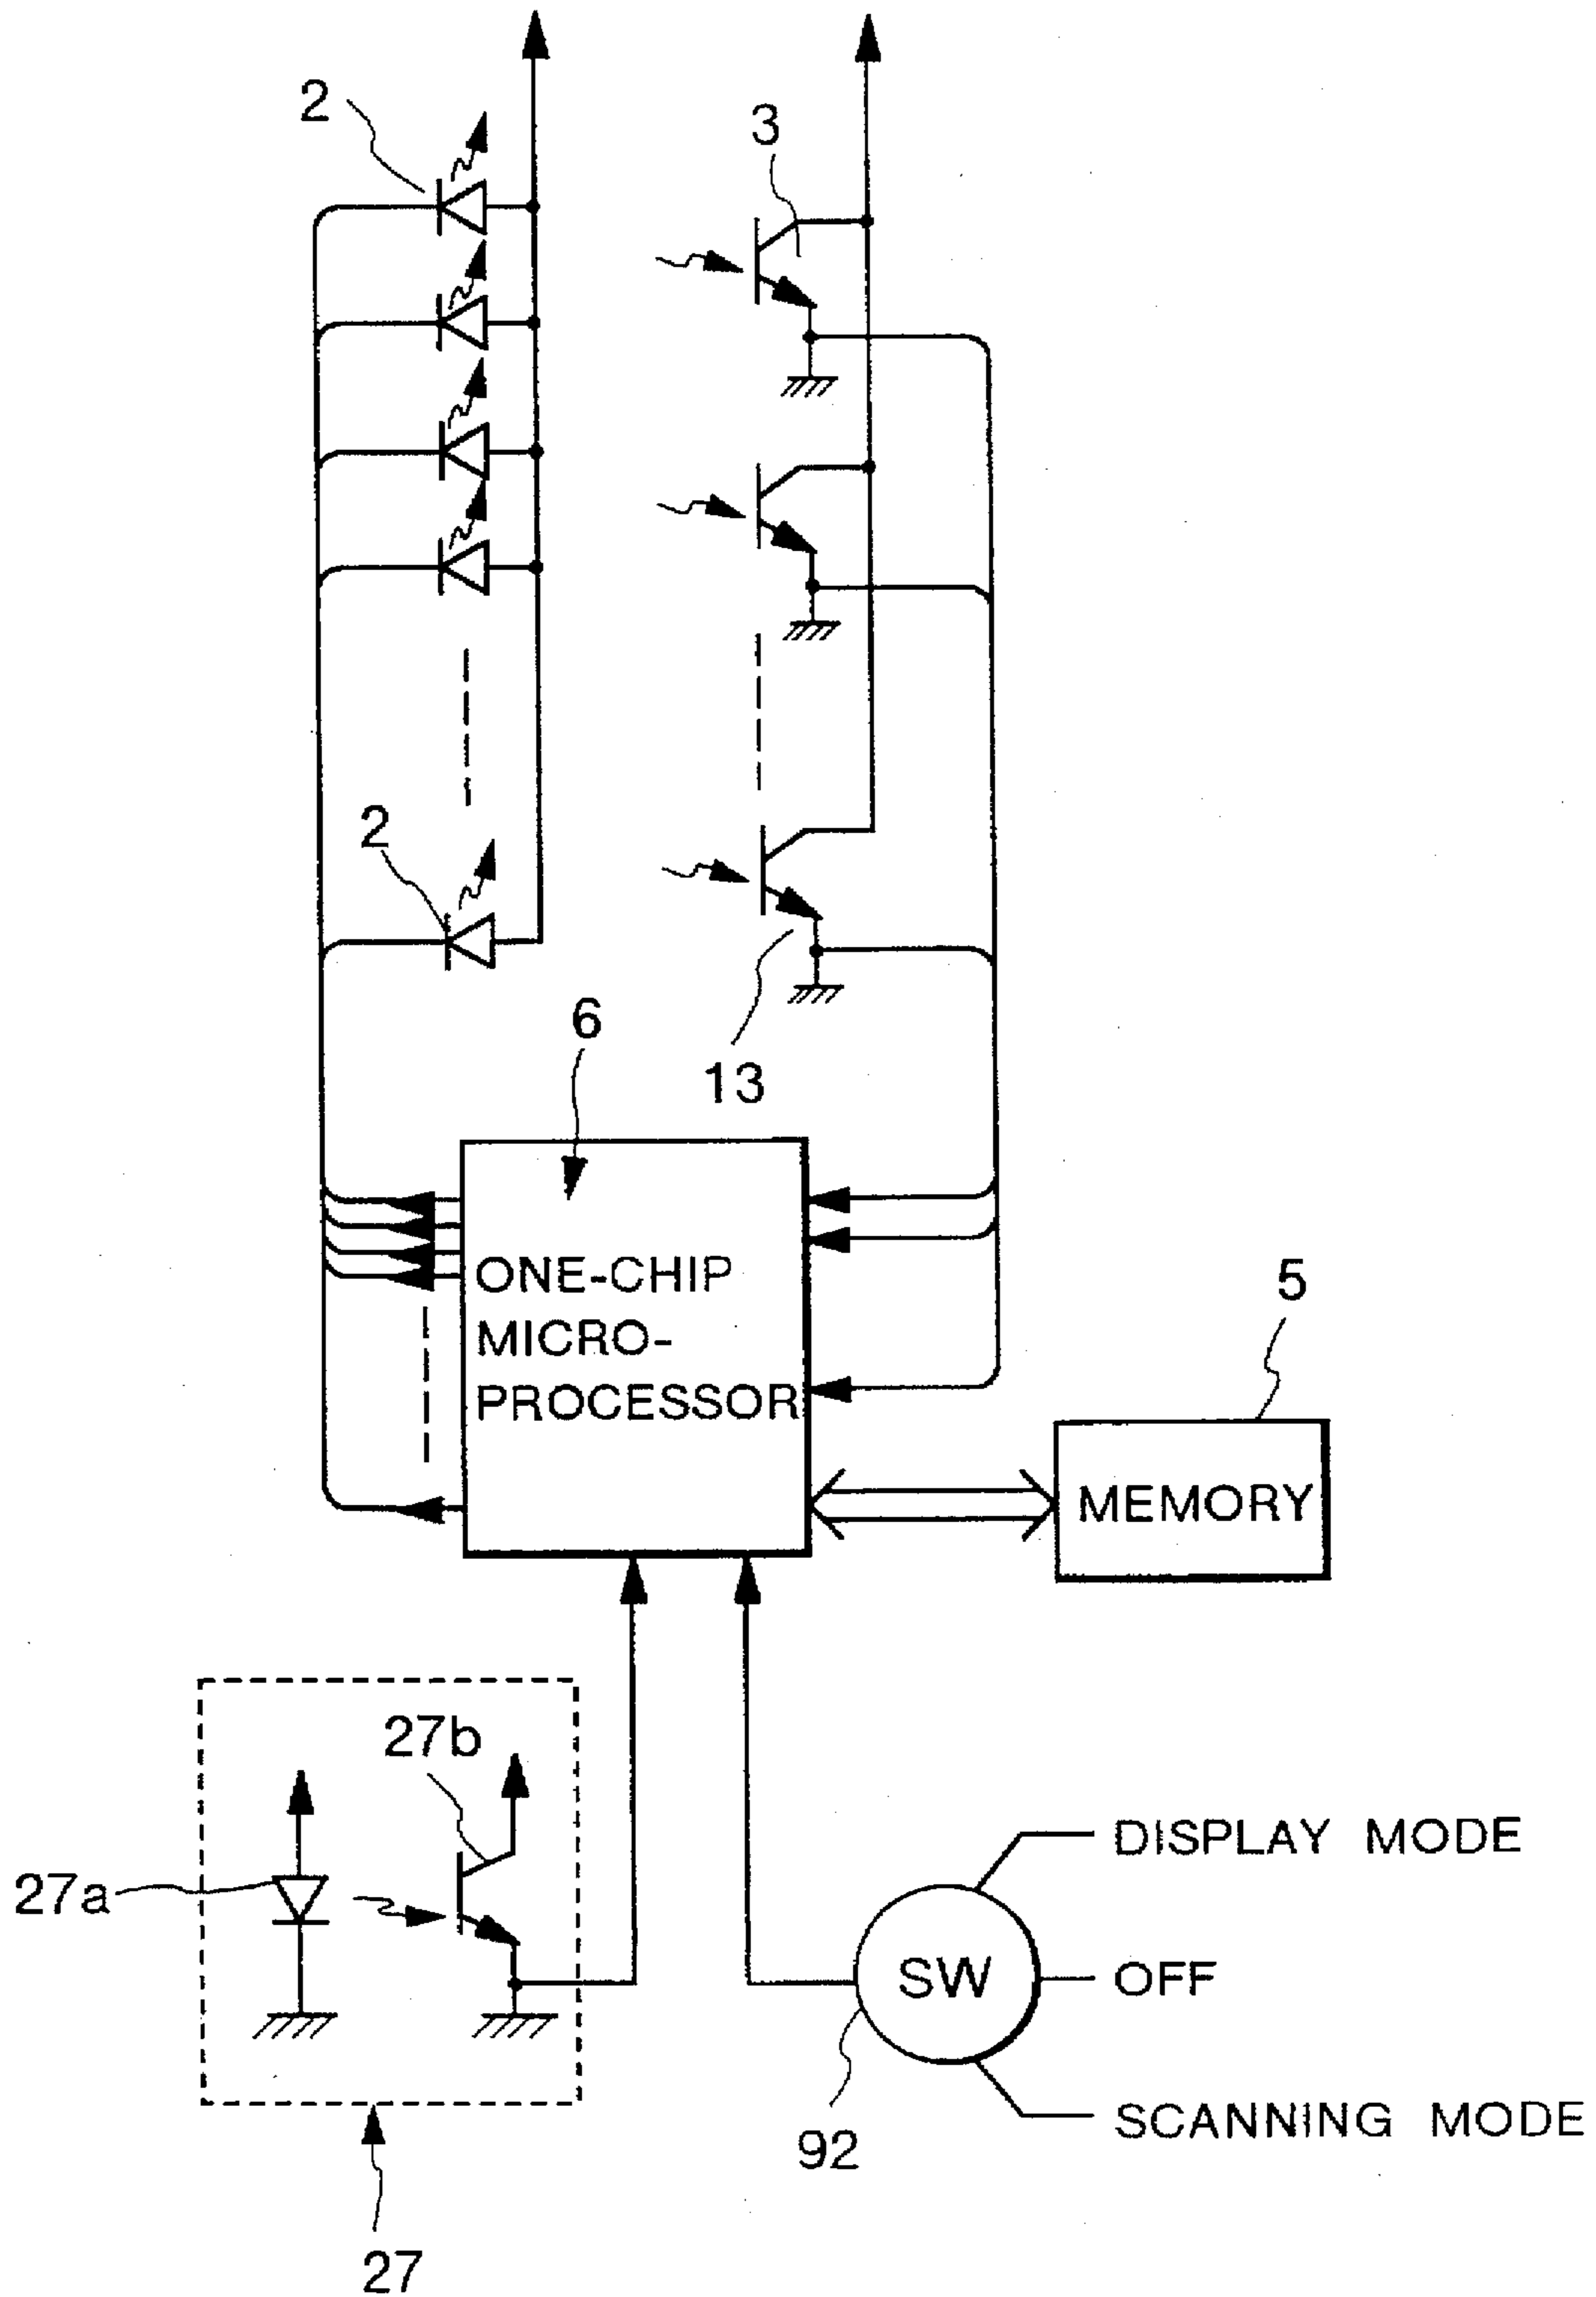 2
3
2
13
6
ONE-CHIP
MICRO-
PROCESSOR
5
MEMORY
27b
27a
27
DISPLAY MODE
SW
OFF
SCANNING MODE
92